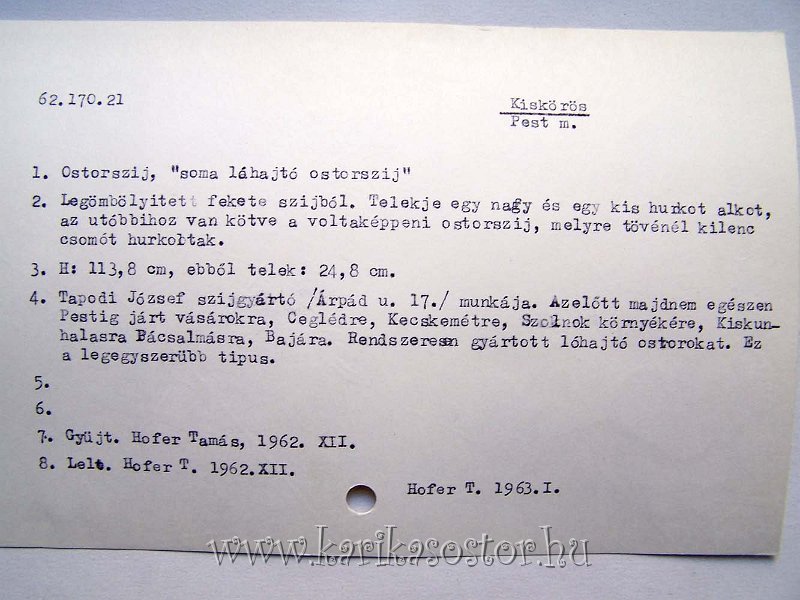 62.170.21
Kiskörös
Pest m.
1. Ostorszij, "soma láhajtó ostorszij"
2. Legömbölyitett fekete szijból. Telekje egy nagy és egy kis hurkot alkot,
az utóbbihoz van kötve a voltaképpeni ostorszij, melyre tövénél kilenc
csomót hurkoltak.
3. H: 113,8 cm, ebből telek: 24,8 cm.
4. Tapodi József szijgyártó /Árpád u. 17./ munkája. Azelőtt majdnem egészen
Pestig járt vásárokra, Ceglédre, Kecskemétre, Szolnok környékére, Kiskun-
halasra Bácsalmásra, Bajára. Rendszeresen gyártott lóhajtó ostorokat. Ez
a legegyszerübb tipus.
5.
6.
7. Gyüjt. Hofer Tamás, 1962. XII.
8. Lelt. Hofer T. 1962.XII.
Hofer T. 1963.I.
www.karikasostor.hu